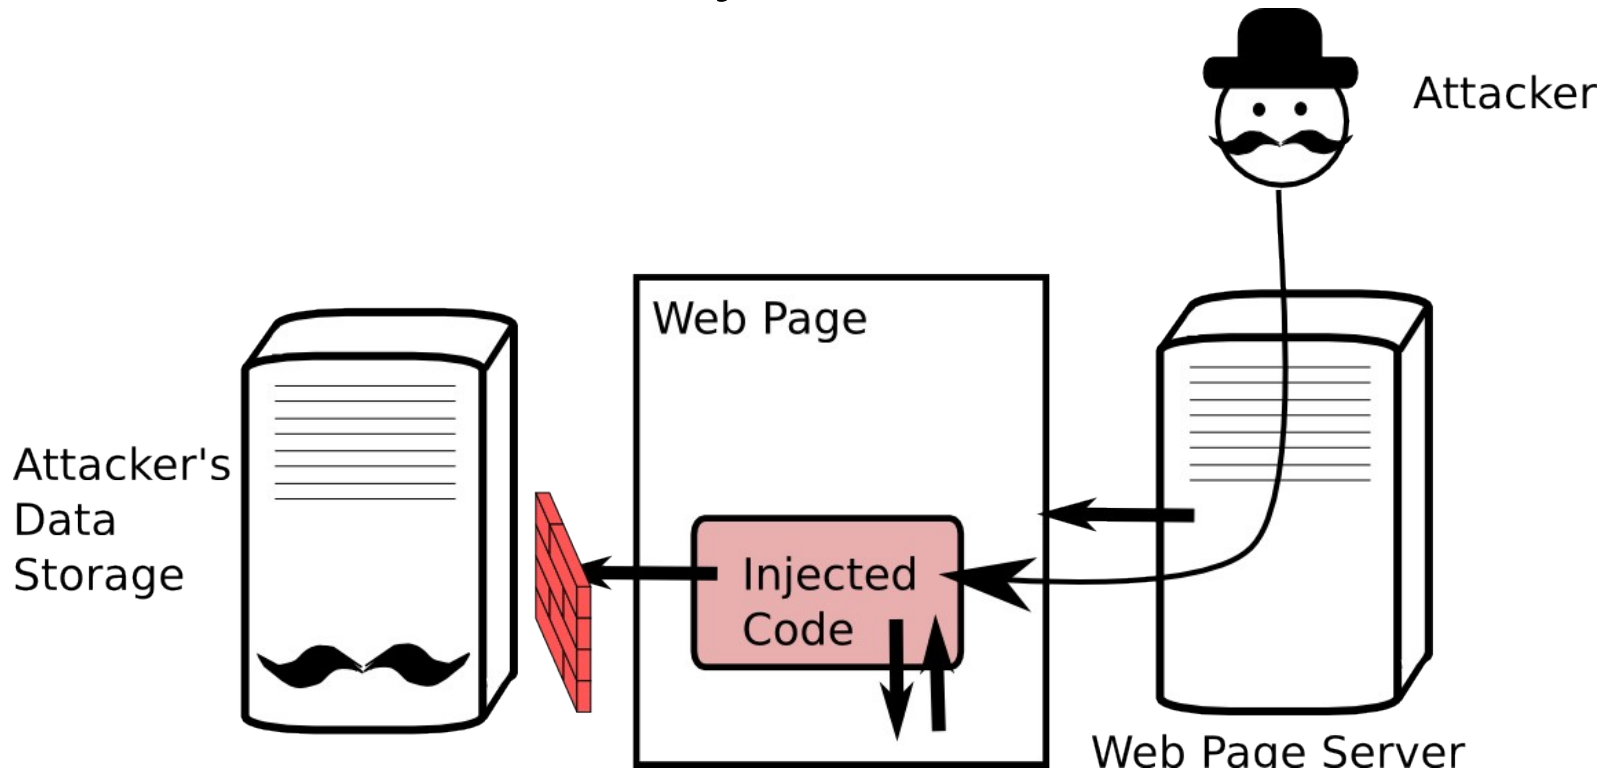 Attacker
Web Page
Attacker's
Data
Storage
Injected
Code
Web Page Server